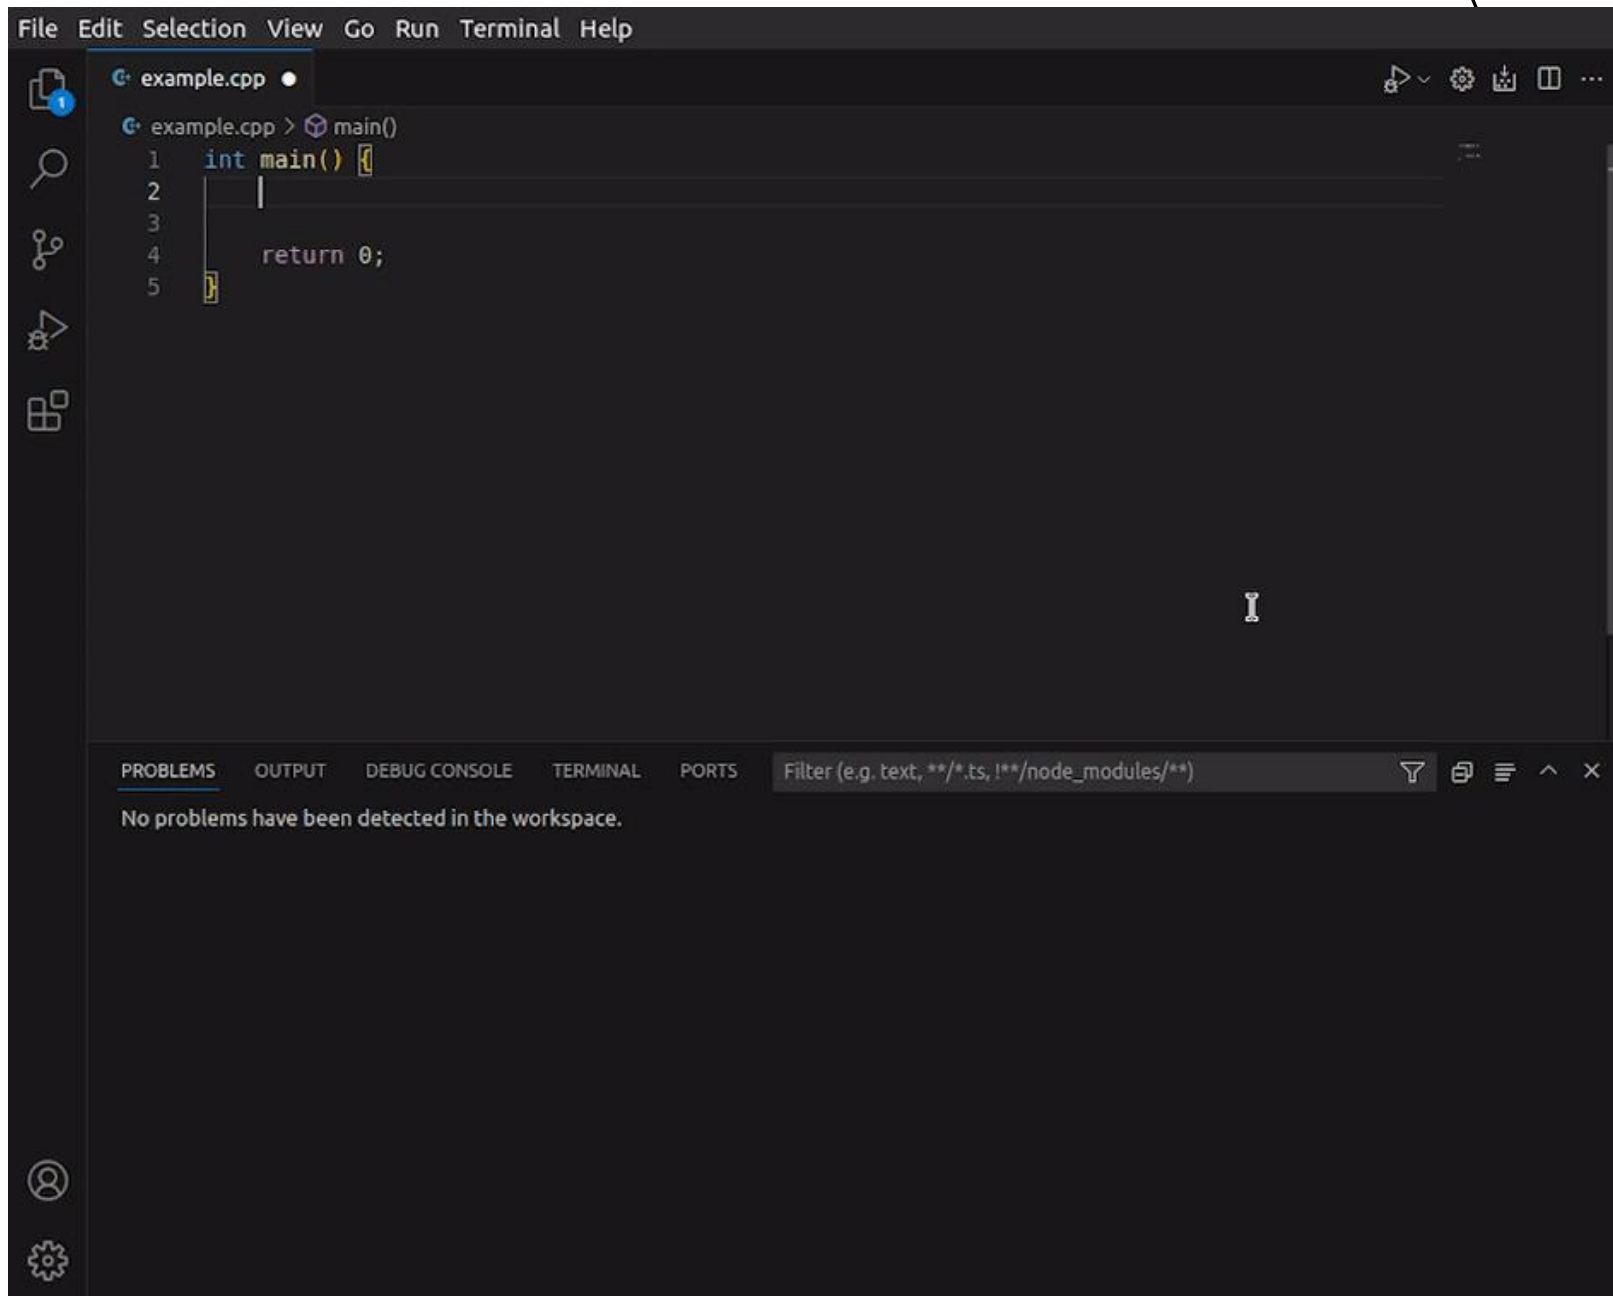 File Edit Selection View Go Run Terminal Help
example.cpp
example.cpp > main()
1 int main() {
2
3
4 return 0;
5 }
PROBLEMS OUTPUT DEBUG CONSOLE TERMINAL PORTS Filter (e.g. text, **/*.ts, !**/node_modules/**)
No problems have been detected in the workspace.
1